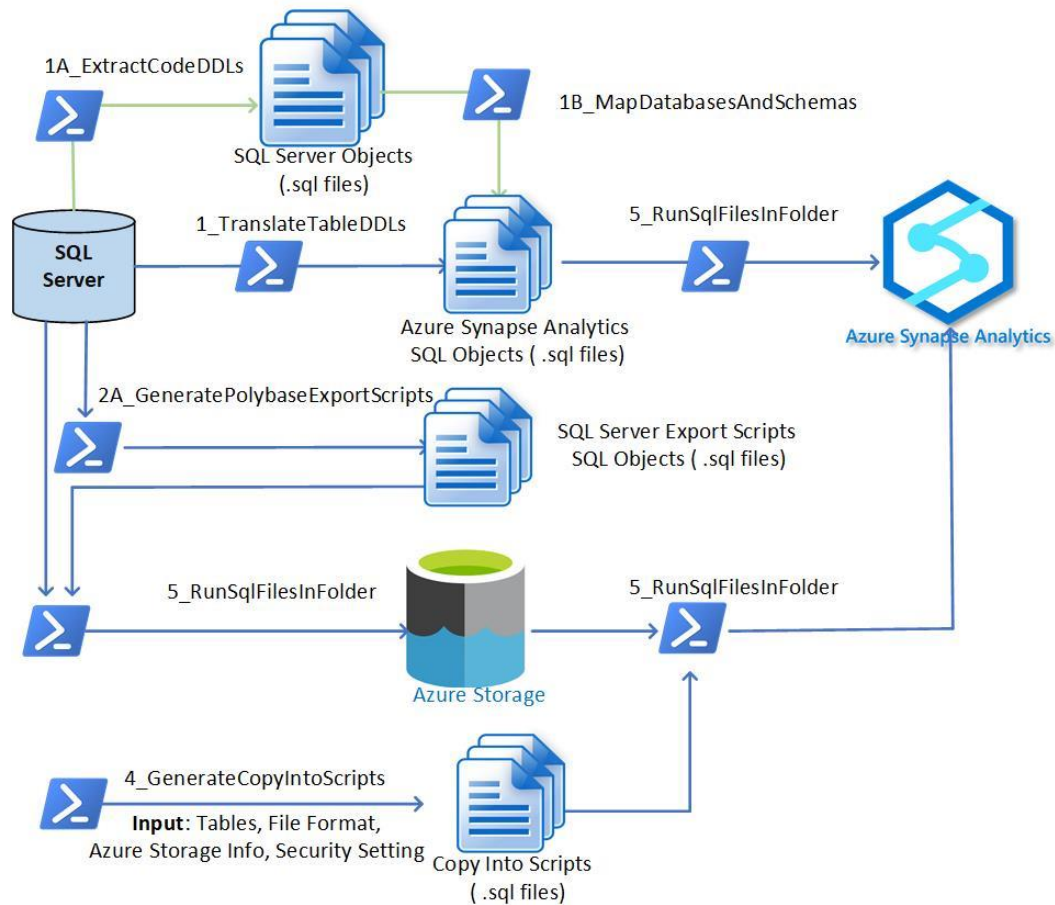 1A_ExtractCodeDDLs
1B_MapDatabasesAndSchemas
SQL Server Objects
(.sql files)
1_TranslateTableDDLs
5_RunSqlFilesInFolder
SQL
Server
Azure Synapse Analytics
SQL Objects ( .sql files)
Azure Synapse Analytics
2A_GeneratePolybaseExportScripts
SQL Server Export Scripts
SQL Objects ( .sql files)
5_RunSqlFilesInFolder
5_RunSqlFilesInFolder
Azure Storage
4_GenerateCopyIntoScripts
Input: Tables, File Format,
Azure Storage Info, Security Setting
Copy Into Scripts
( .sql files)